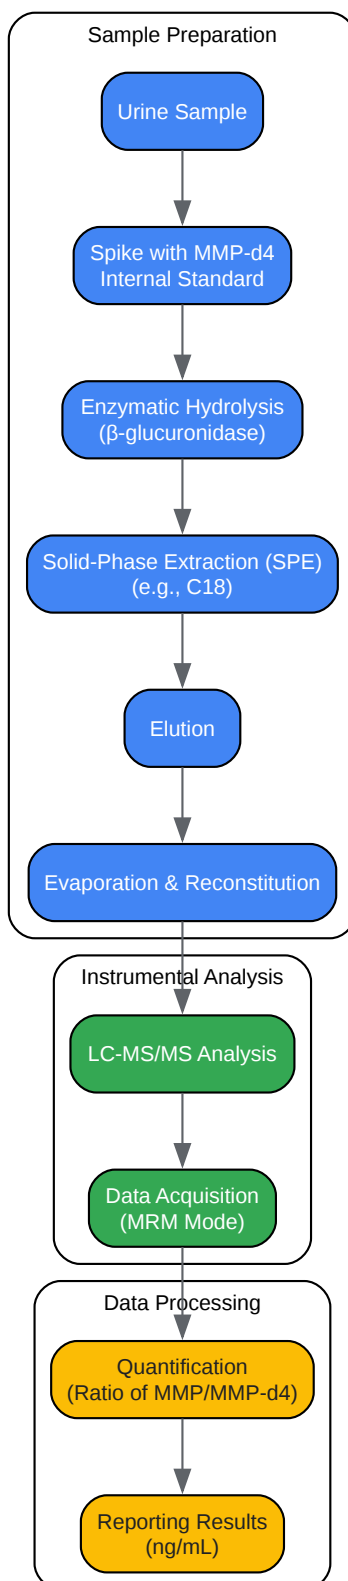 Sample Preparation
Urine Sample
Spike with MMP-d4
Internal Standard
Enzymatic Hydrolysis
(β-glucuronidase)
Solid-Phase Extraction (SPE)
(e.g., C18)
Elution
Evaporation & Reconstitution
Instrumental Analysis
LC-MS/MS Analysis
Data Acquisition
(MRM Mode)
Data Processing
Quantification
(Ratio of MMP/MMP-d4)
Reporting Results
(ng/mL)